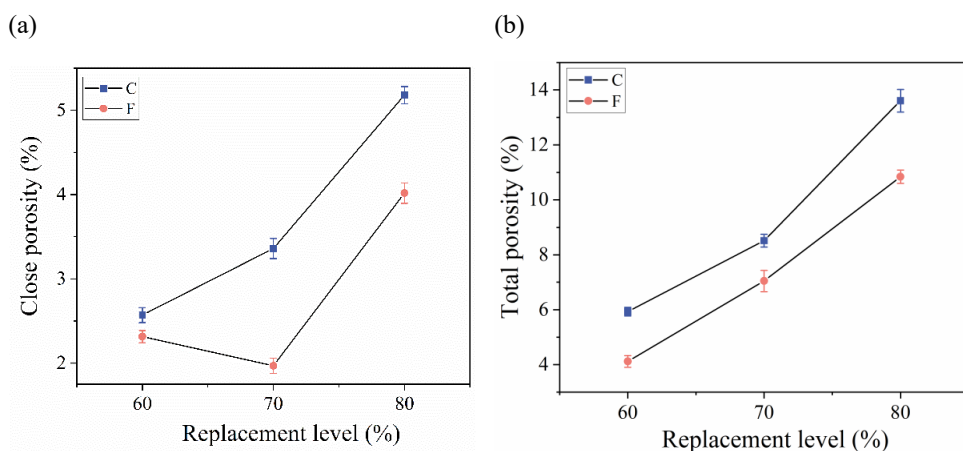 (a)
C
F
5
4
3
2
60
70
80
Close porosity (%)
Replacement level (%)
(b)
C
F
14
12
10
8
6
4
60
70
80
Total porosity (%)
Replacement level (%)